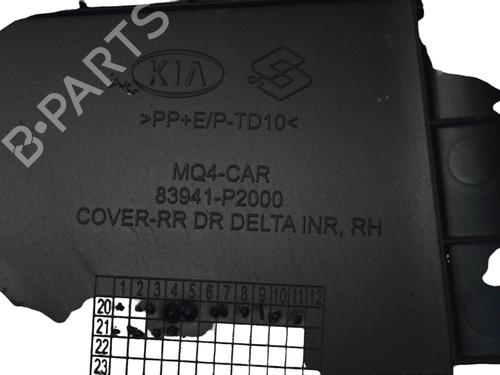 B-PARTS
KIA
>PP+E/P-TD10<
MQ4-CAR
83941-P2000
COVER-RR DR DELTA INR, RH
1 2 3 4 5 6 7 8 9 10 11 12
20
21
22
23